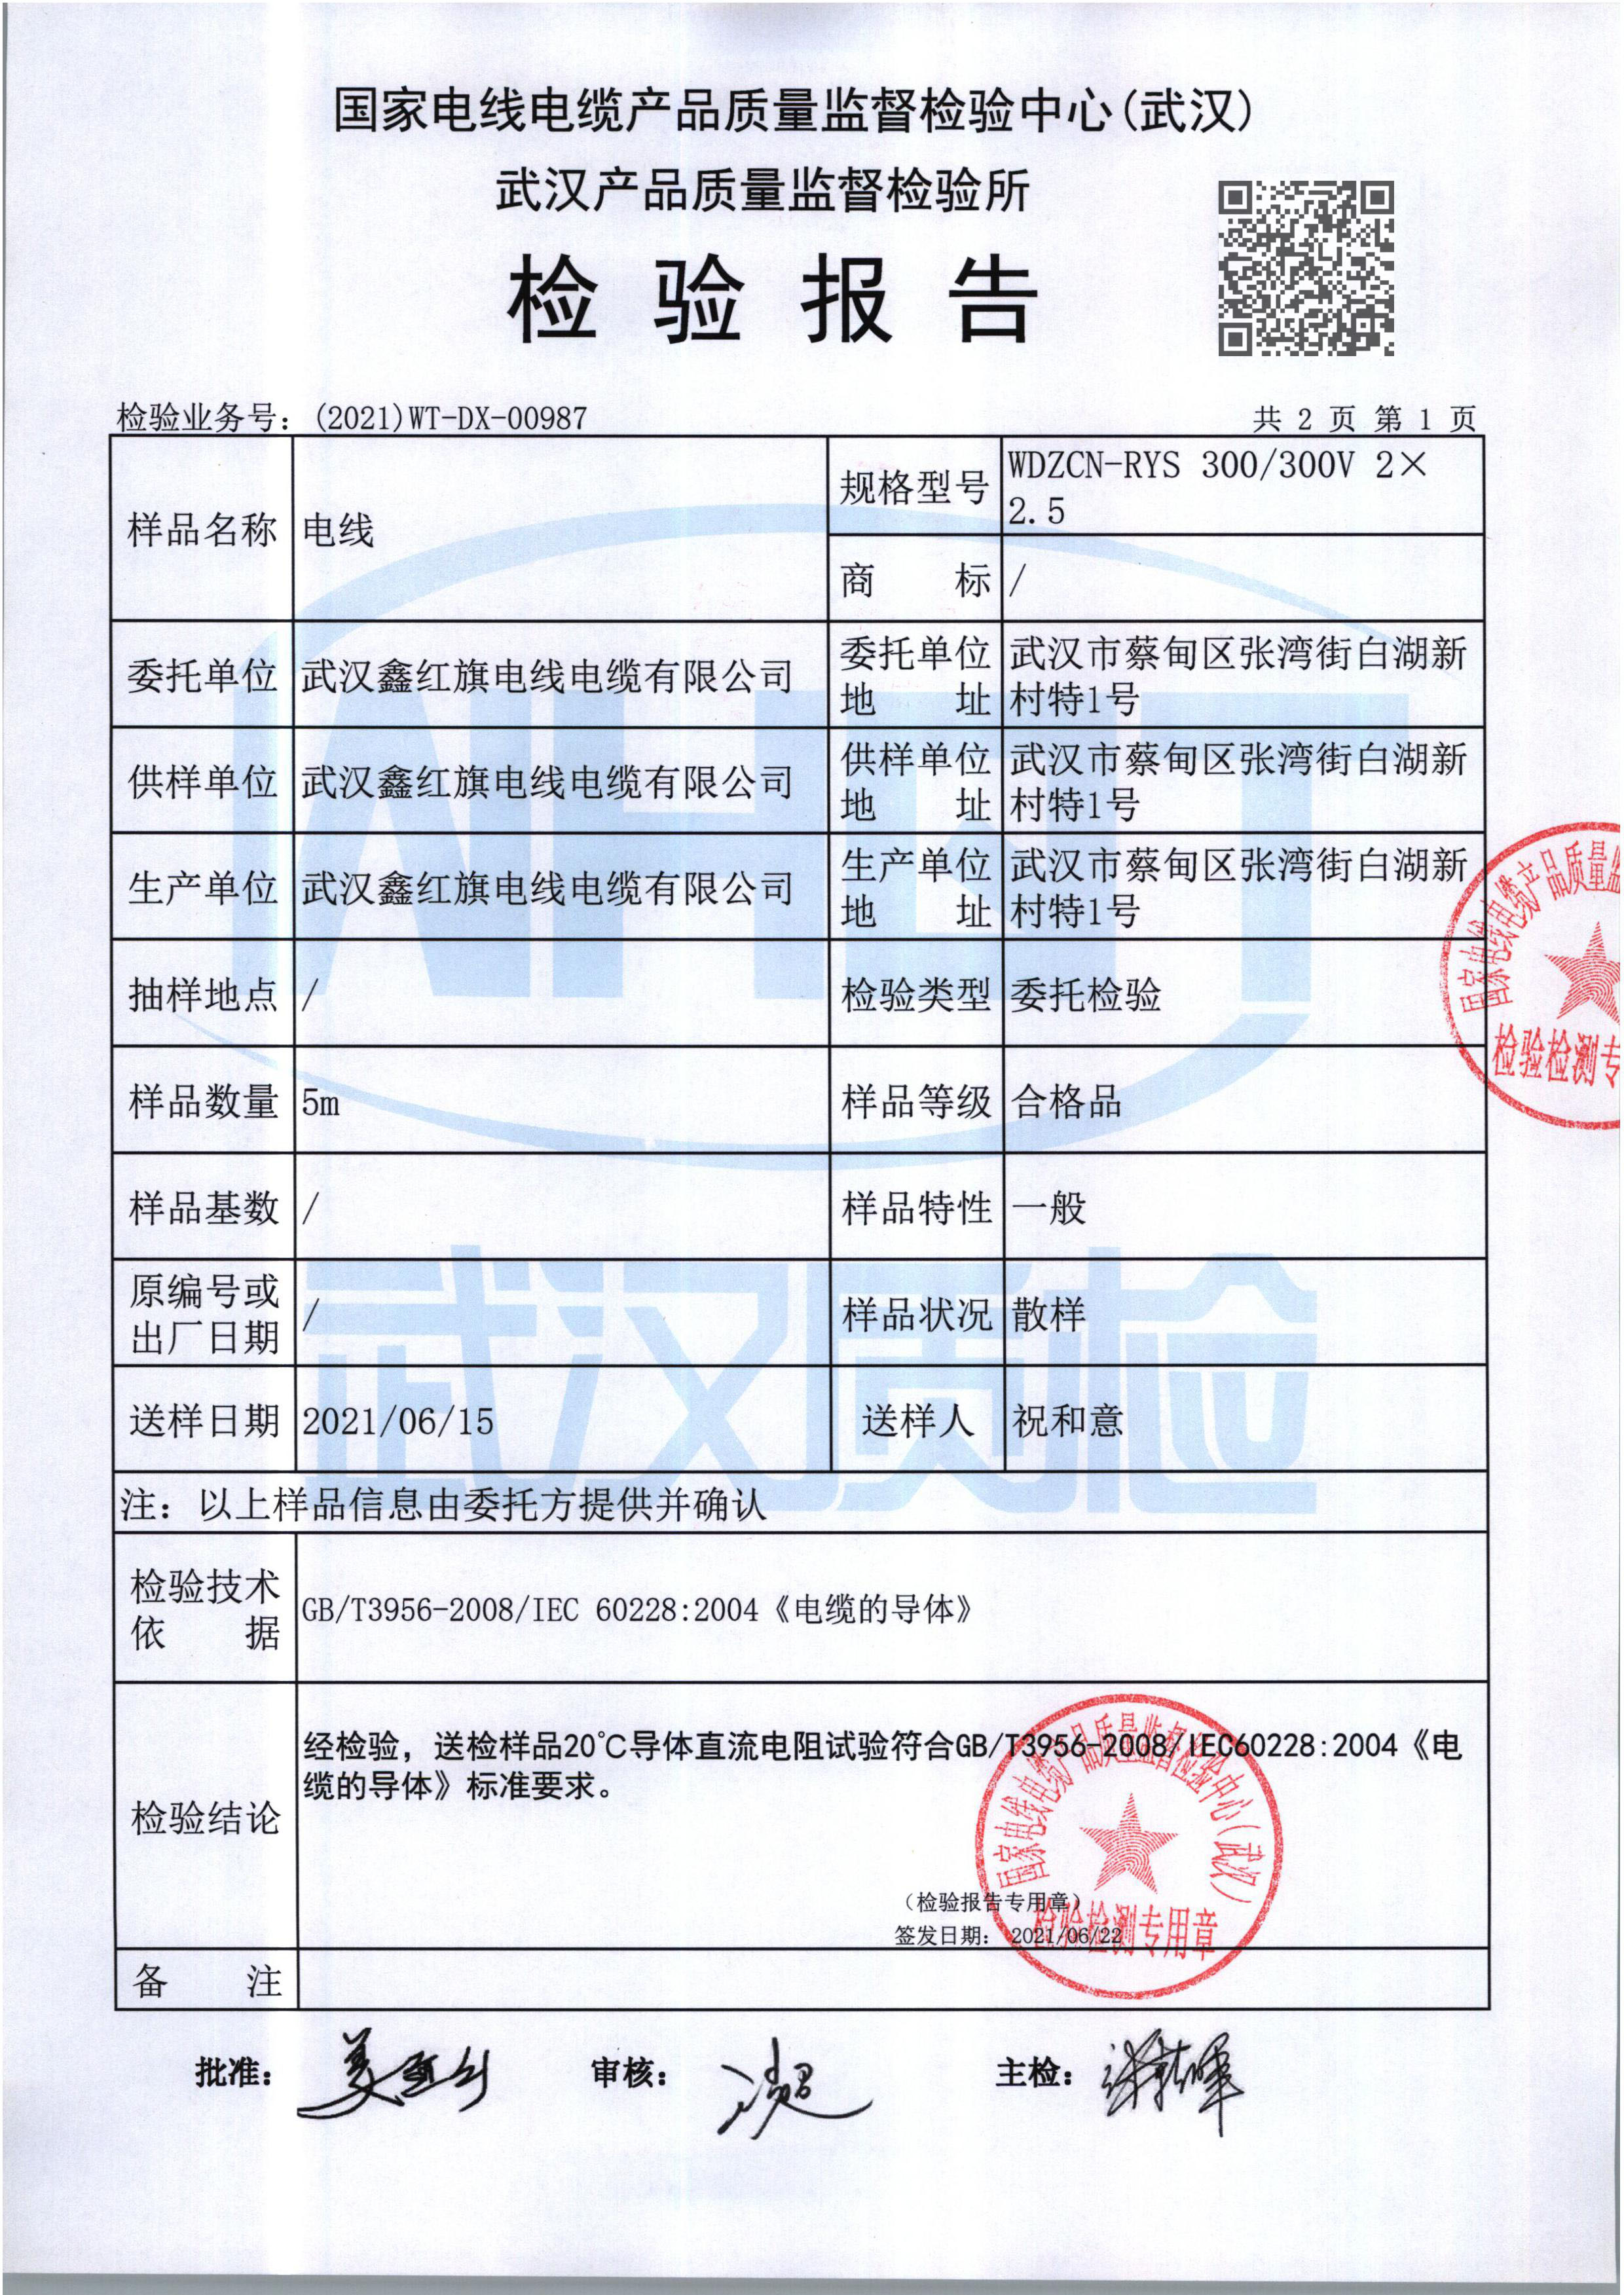 国家电线电缆产品质量监督检验中心(武汉)
武汉产品质量监督检验所
检验报告
检验业务号：(2021)WT-DX-00987
共 2 页 第 1 页
样品名称
电线
规格型号
WDZCN-RYS 300/300V 2×
2.5
商 标
/
委托单位
武汉鑫红旗电线电缆有限公司
委托单位
地 址
武汉市蔡甸区张湾街白湖新
村特1号
供样单位
武汉鑫红旗电线电缆有限公司
供样单位
地 址
武汉市蔡甸区张湾街白湖新
村特1号
生产单位
武汉鑫红旗电线电缆有限公司
生产单位
地 址
武汉市蔡甸区张湾街白湖新
村特1号
抽样地点
/
检验类型
委托检验
样品数量
5m
样品等级
合格品
样品基数
/
样品特性
一般
原编号或
出厂日期
/
样品状况
散样
送样日期
2021/06/15
送样人
祝和意
注：以上样品信息由委托方提供并确认
检验技术
依 据
GB/T3956-2008/IEC 60228:2004《电缆的导体》
检验结论
经检验，送检样品20℃导体直流电阻试验符合GB/T3956-2008/IEC60228:2004《电
缆的导体》标准要求。
（检验报告专用章）
签发日期： 2021/06/22
国家电线电缆产品质量监督检验中心(武汉)
检验检测专用章
国家电线电缆产品质量监
检验检测专
备 注
批准：
审核：
主检：
武汉质检